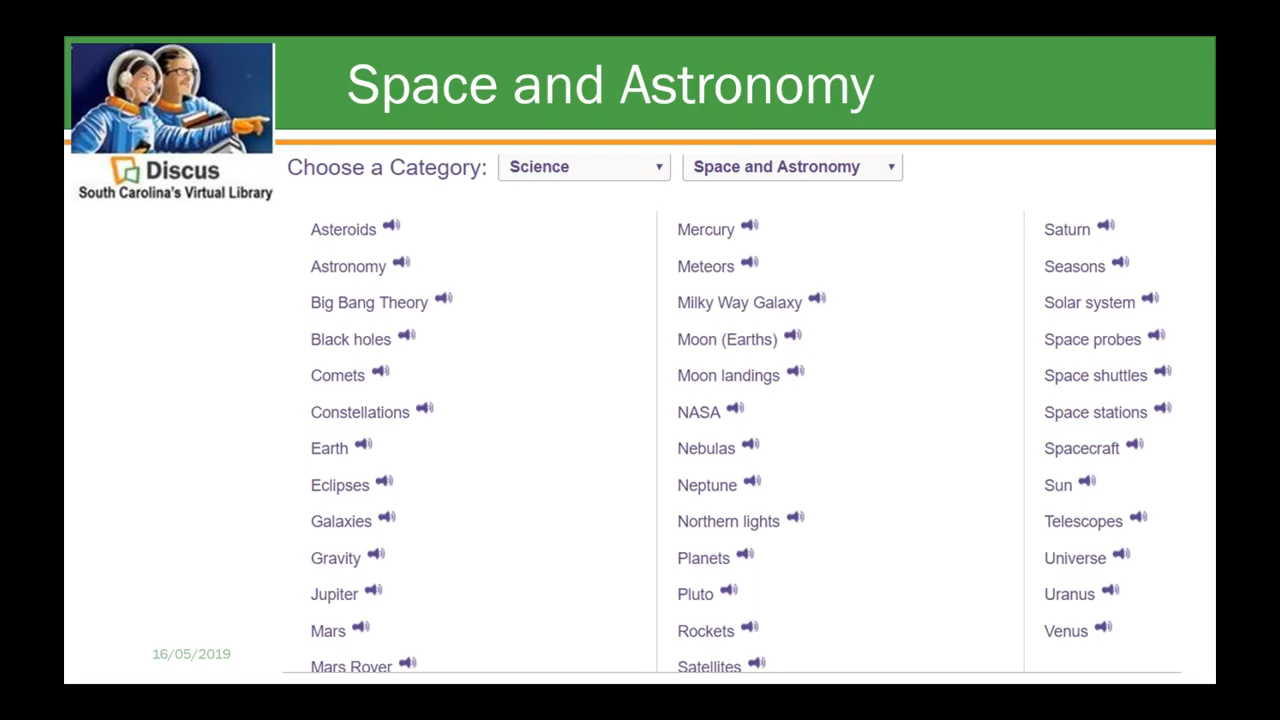 Space and Astronomy
Discus
South Carolina's Virtual Library
Choose a Category: Science Space and Astronomy
Asteroids
Astronomy
Big Bang Theory
Black holes
Comets
Constellations
Earth
Eclipses
Galaxies
Gravity
Jupiter
Mars
Mars Rover
Mercury
Meteors
Milky Way Galaxy
Moon (Earths)
Moon landings
NASA
Nebulas
Neptune
Northern lights
Planets
Pluto
Rockets
Satellites
Saturn
Seasons
Solar system
Space probes
Space shuttles
Space stations
Spacecraft
Sun
Telescopes
Universe
Uranus
Venus
16/05/2019